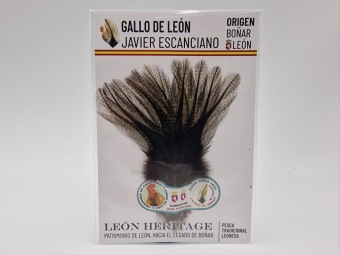 GALLO DE LEÓN
JAVIER ESCANCIANO
ORIGEN
BOÑAR
LEÓN
LEÓN HERITAGE
PATRIMONIO DE LEÓN, HACIA EL LEGADO DE BOÑAR
PESCA
TRADICIONAL
LEONESA